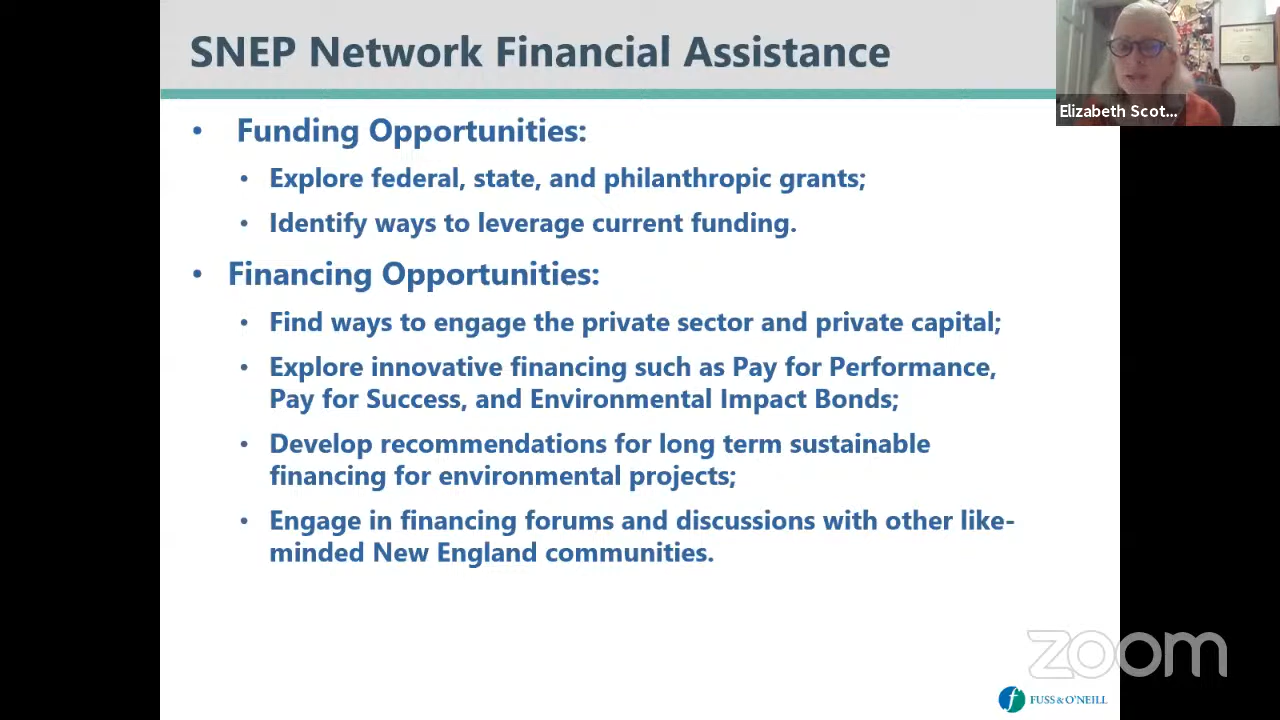 SNEP Network Financial Assistance
Elizabeth Scot...
• Funding Opportunities:
• Explore federal, state, and philanthropic grants;
• Identify ways to leverage current funding.
• Financing Opportunities:
• Find ways to engage the private sector and private capital;
• Explore innovative financing such as Pay for Performance,
Pay for Success, and Environmental Impact Bonds;
• Develop recommendations for long term sustainable
financing for environmental projects;
• Engage in financing forums and discussions with other like-
minded New England communities.
zoom
FUSS & O'NEILL